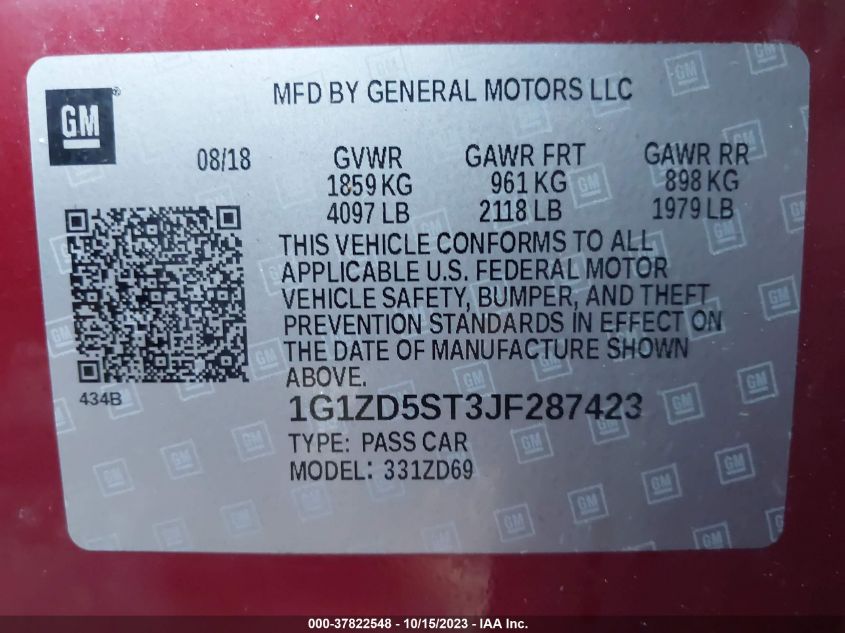 MFD BY GENERAL MOTORS LLC
GM®
08/18 GVWR GAWR FRT GAWR RR
1859 KG 961 KG 898 KG
4097 LB 2118 LB 1979 LB
THIS VEHICLE CONFORMS TO ALL
APPLICABLE U.S. FEDERAL MOTOR
VEHICLE SAFETY, BUMPER, AND THEFT
PREVENTION STANDARDS IN EFFECT ON
THE DATE OF MANUFACTURE SHOWN
ABOVE.
434B
1G1ZD5ST3JF287423
TYPE: PASS CAR
MODEL: 331ZD69
000-37822548 - 10/15/2023 - IAA Inc.